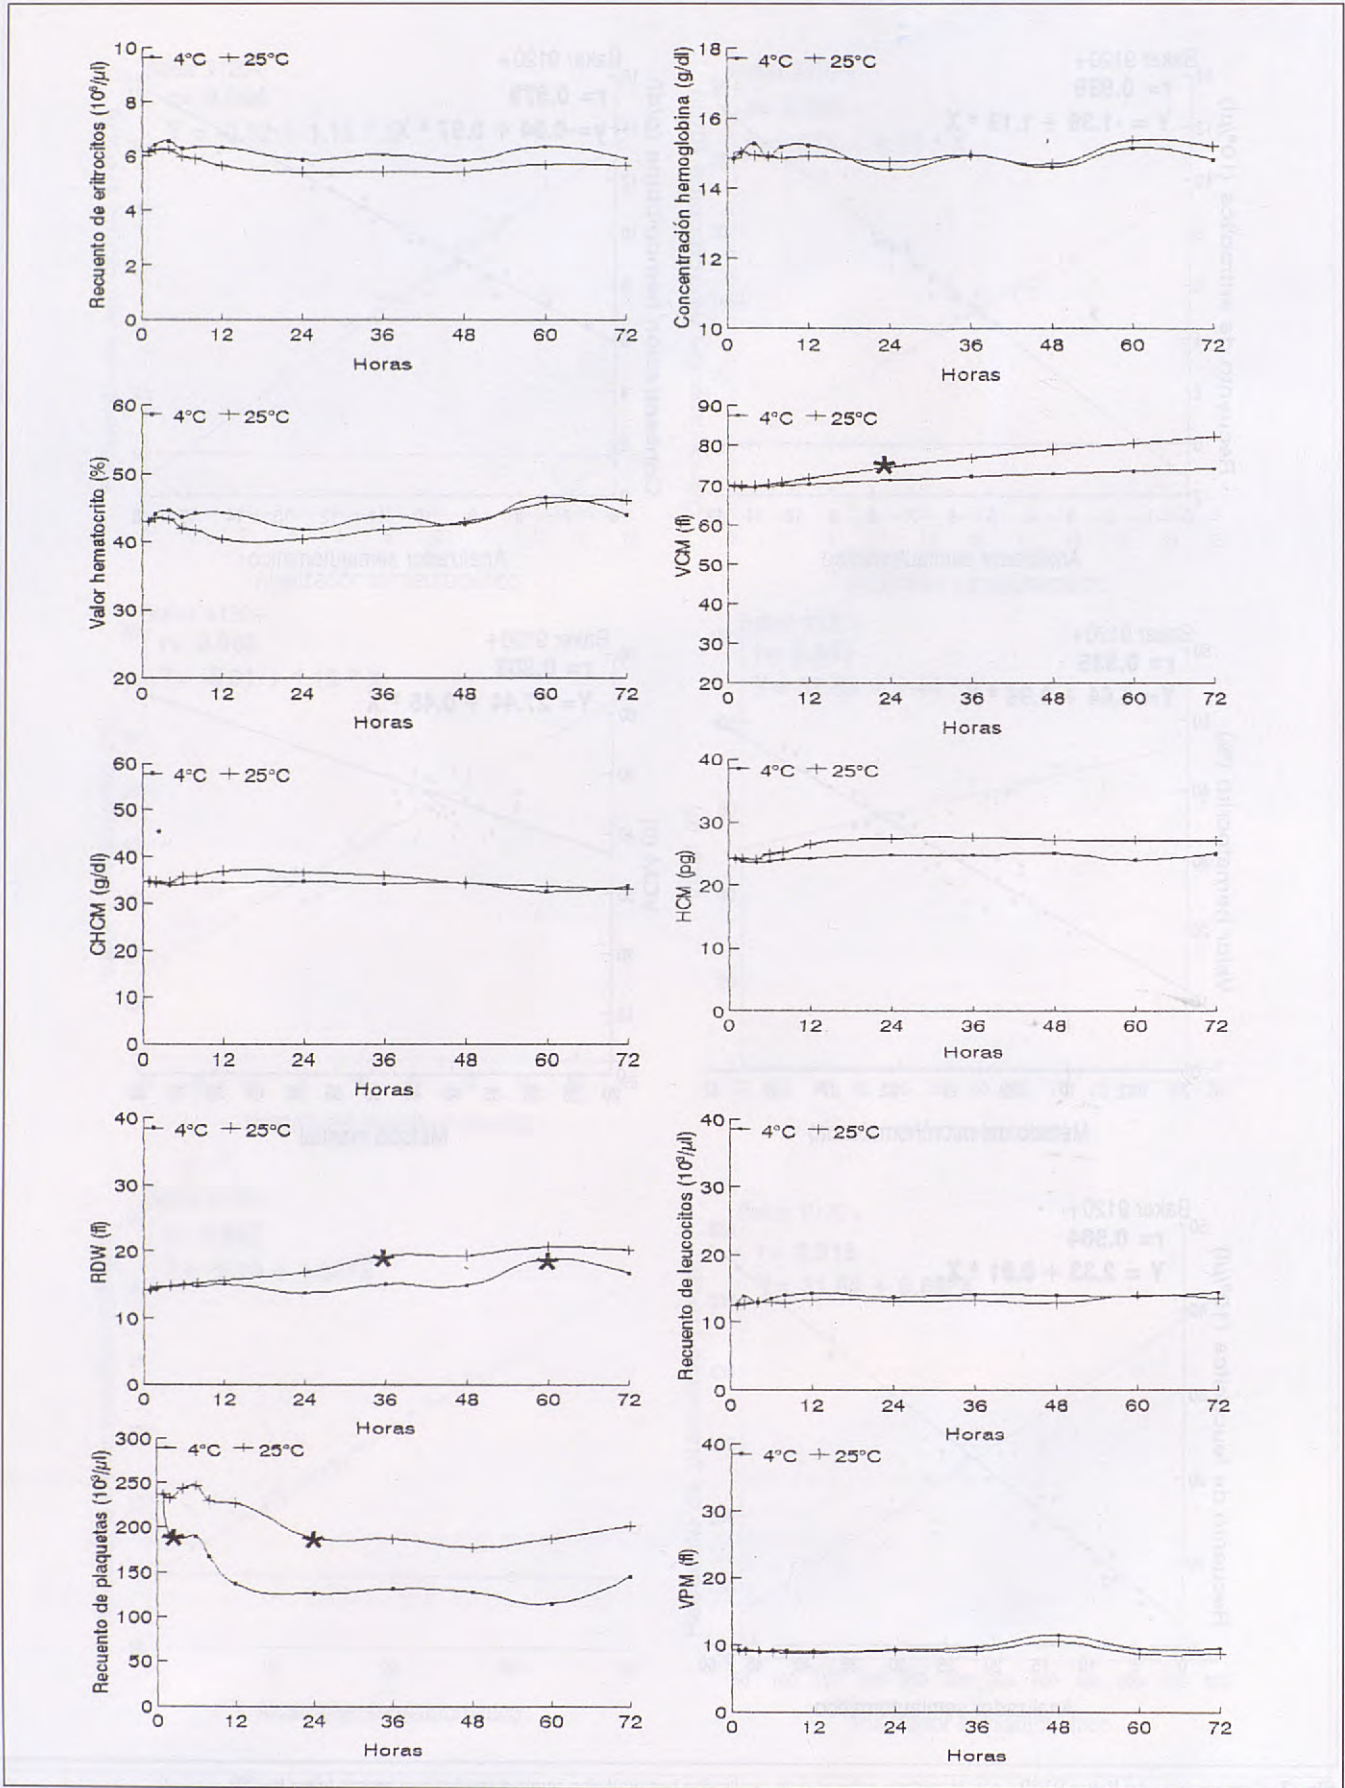 4°C 25°C
Recuento de eritrocitos (10⁶/µl)
10
8
6
4
2
0
0 12 24 36 48 60 72
Horas
4°C 25°C
Concentración hemoglobina (g/dl)
18
16
14
12
10
0 12 24 36 48 60 72
Horas
4°C 25°C
Valor hematocrito (%)
60
50
40
30
20
0 12 24 36 48 60 72
Horas
4°C 25°C
VCM (fl)
90
80
70
60
50
40
30
20
0 12 24 36 48 60 72
Horas
4°C 25°C
CHCM (g/dl)
60
50
40
30
20
10
0
0 12 24 36 48 60 72
Horas
4°C 25°C
HCM (pg)
40
30
20
10
0
0 12 24 36 48 60 72
Horas
4°C 25°C
RDW (fl)
40
30
20
10
0
0 12 24 36 48 60 72
Horas
4°C 25°C
Recuento de leucocitos (10³/µl)
40
30
20
10
0
0 12 24 36 48 60 72
Horas
4°C 25°C
Recuento de plaquetas (10³/µl)
300
250
200
150
100
50
0
0 12 24 36 48 60 72
Horas
4°C 25°C
VPM (fl)
40
30
20
10
0
0 12 24 36 48 60 72
Horas